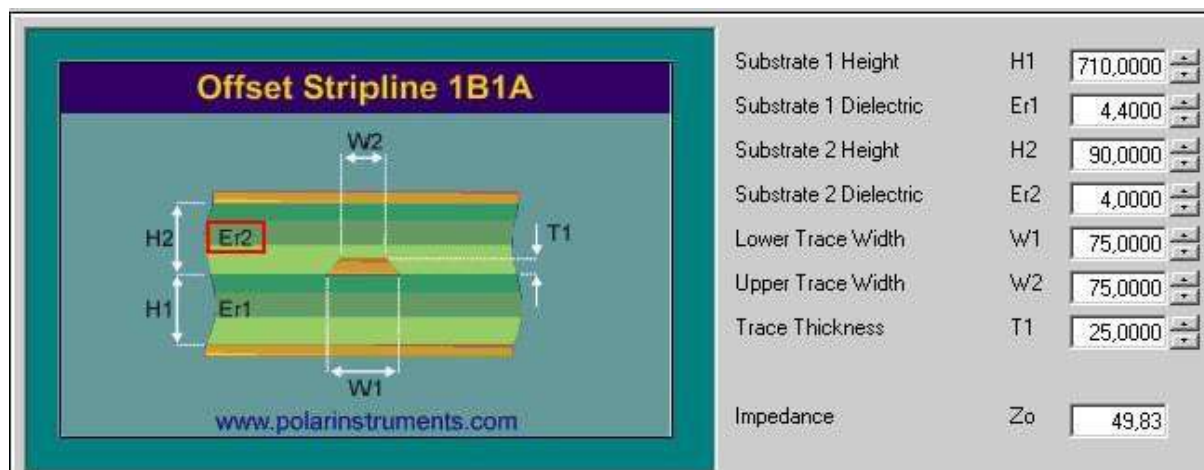 Offset Stripline 1B1A
W2
H2
Er2
T1
H1
Er1
W1
www.polarinstruments.com
Substrate 1 Height H1 710,0000
Substrate 1 Dielectric Er1 4,4000
Substrate 2 Height H2 90,0000
Substrate 2 Dielectric Er2 4,0000
Lower Trace Width W1 75,0000
Upper Trace Width W2 75,0000
Trace Thickness T1 25,0000
Impedance Zo 49,83